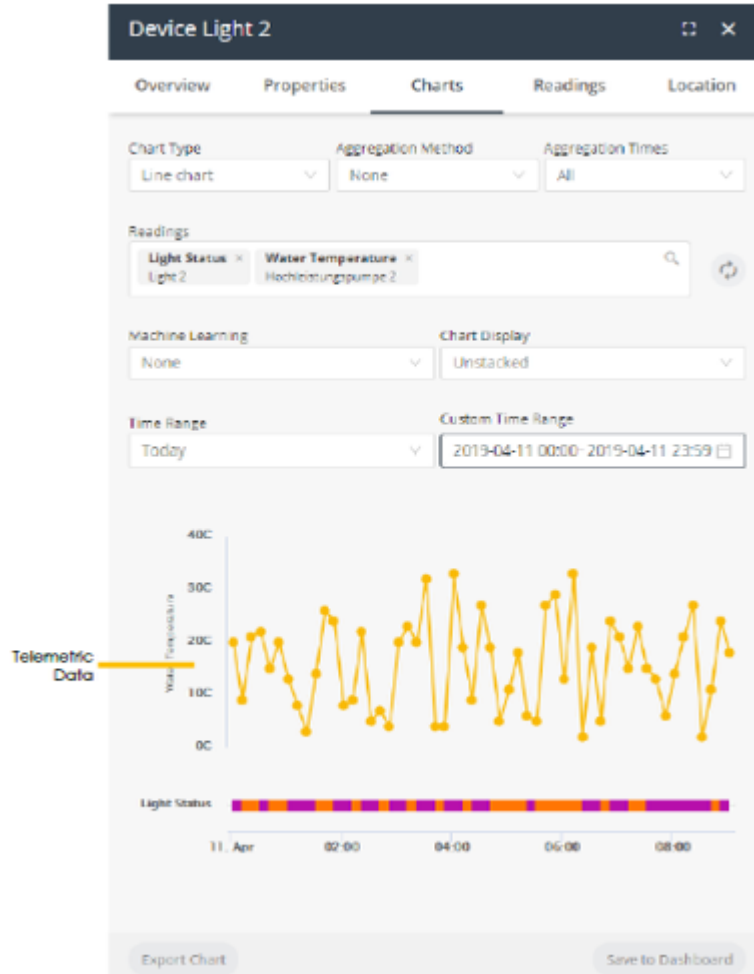 Device Light 2
Overview Properties Charts Readings Location
Chart Type Aggregation Method Aggregation Times
Line chart None All
Readings
Light Status × Water Temperature ×
Light 2 Hochleistungspumpe 2
Machine Learning Chart Display
None Unstacked
Time Range Custom Time Range
Today 2019-04-11 00:00- 2019-04-11 23:59
40C
30C
20C
10C
0C
Water Temperature
Telemetric
Data
Light Status
11. Apr 02:00 04:00 06:00 08:00
Export Chart Save to Dashboard